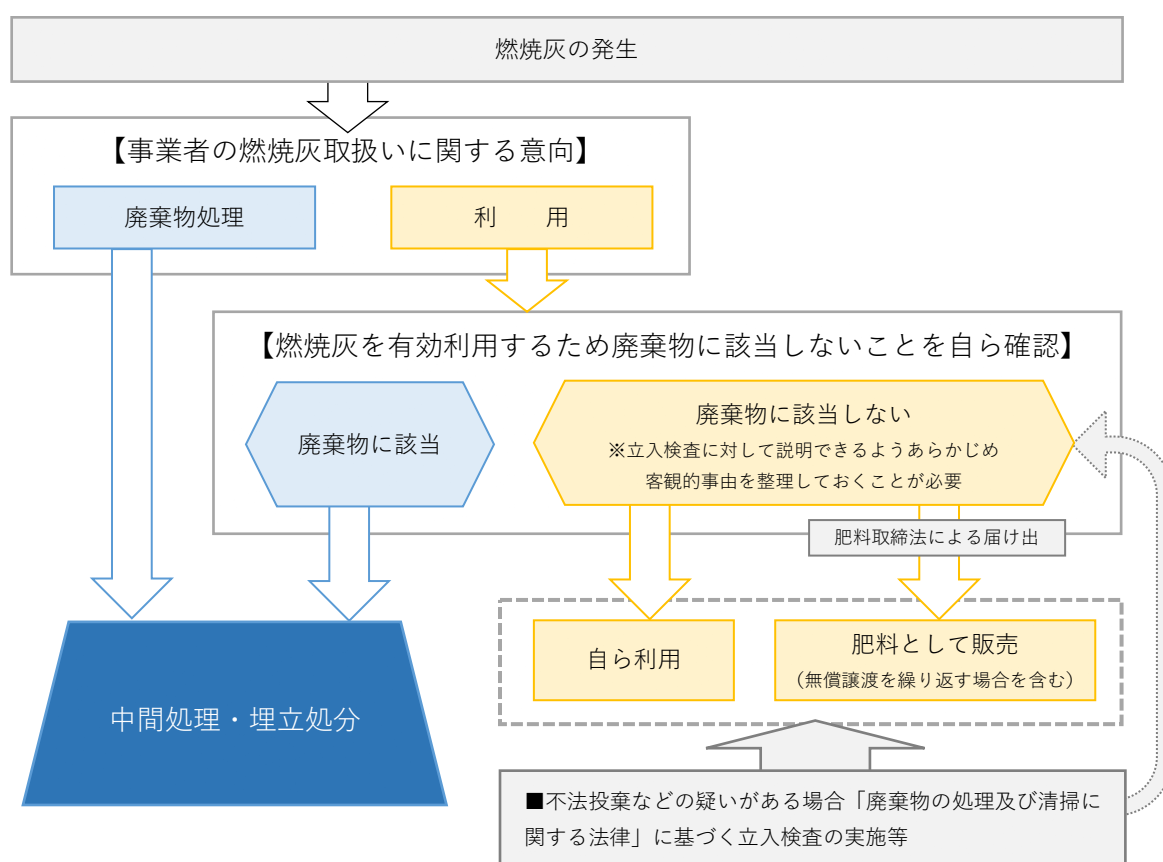 燃焼灰の発生
【事業者の燃焼灰取扱いに関する意向】
廃棄物処理
利　　用
【燃焼灰を有効利用するため廃棄物に該当しないことを自ら確認】
廃棄物に該当
廃棄物に該当しない
※立入検査に対して説明できるようあらかじめ
客観的事由を整理しておくことが必要
肥料取締法による届け出
自ら利用
肥料として販売
（無償譲渡を繰り返す場合を含む）
中間処理・埋立処分
■不法投棄などの疑いがある場合「廃棄物の処理及び清掃に
関する法律」に基づく立入検査の実施等